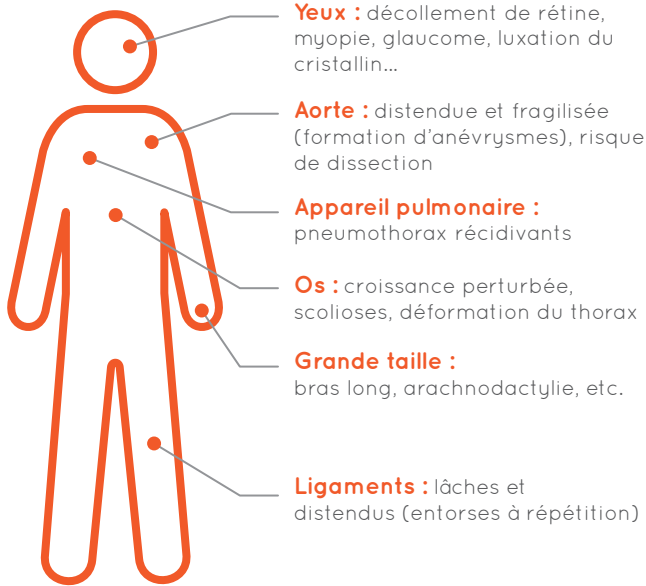 Yeux : décollement de rétine,
myopie, glaucome, luxation du
cristallin...
Aorte : distendue et fragilisée
(formation d'anévrysmes), risque
de dissection
Appareil pulmonaire :
pneumothorax récidivants
Os : croissance perturbée,
scolioses, déformation du thorax
Grande taille :
bras long, arachnodactylie, etc.
Ligaments : lâches et
distendus (entorses à répétition)